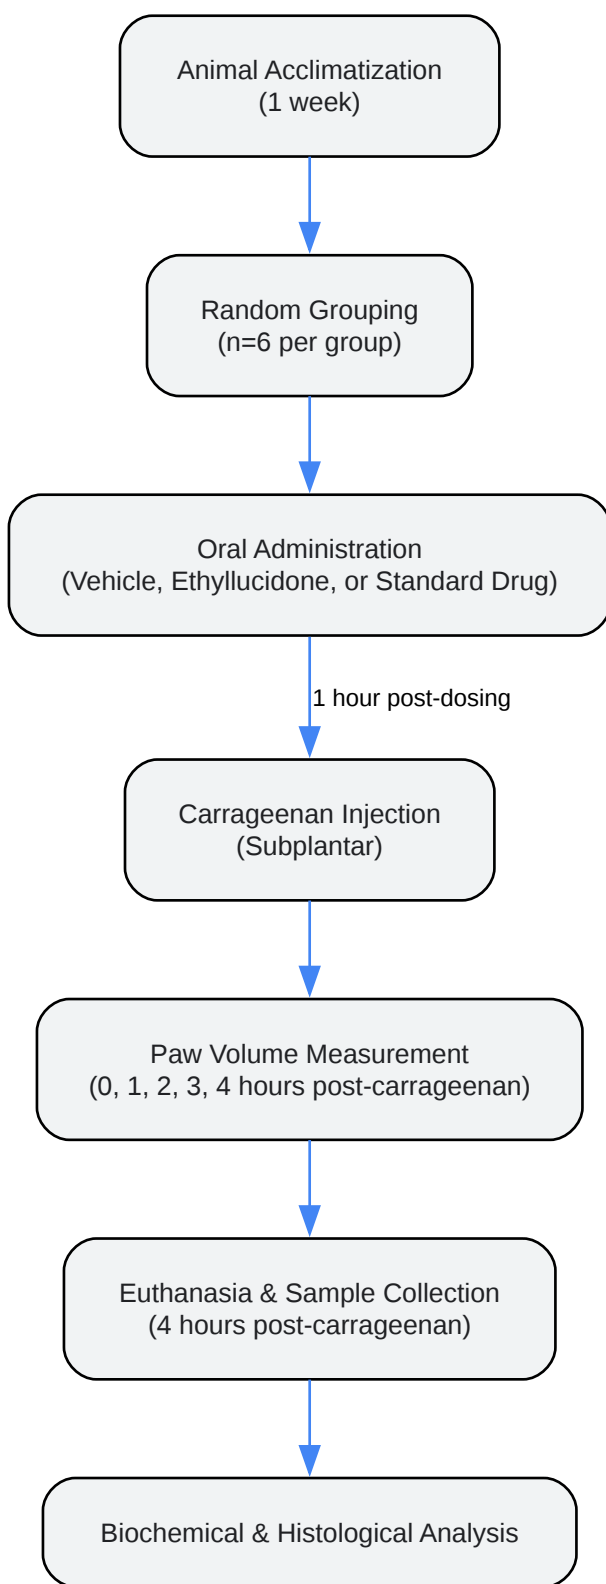 Animal Acclimatization
(1 week)
Random Grouping
(n=6 per group)
Oral Administration
(Vehicle, Ethyllucidone, or Standard Drug)
1 hour post-dosing
Carrageenan Injection
(Subplantar)
Paw Volume Measurement
(0, 1, 2, 3, 4 hours post-carrageenan)
Euthanasia & Sample Collection
(4 hours post-carrageenan)
Biochemical & Histological Analysis